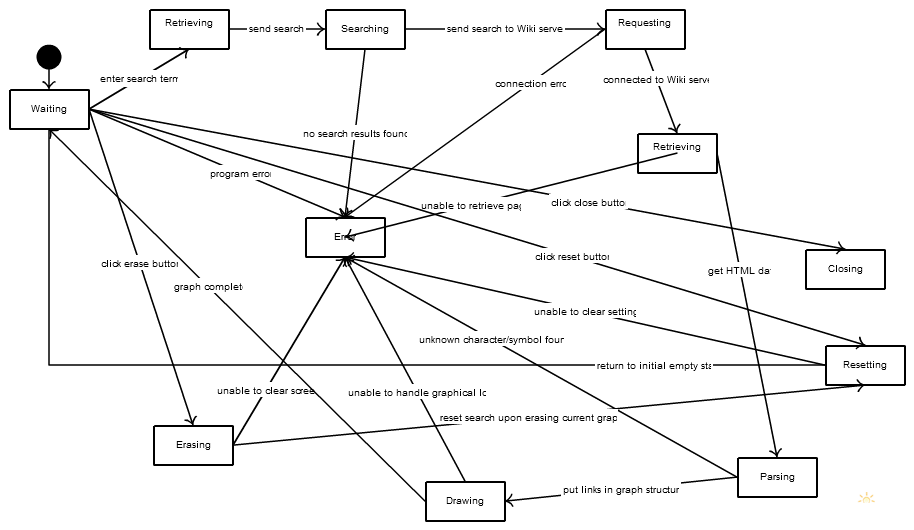 Retrieving
send search
Searching
send search to Wiki serve
Requesting
enter search term
connection erro
connected to Wiki serve
Waiting
no search results found
Retrieving
program erro
unable to retrieve pag
click close butto
click erase button
graph complet
click reset button
get HTML da
Closing
unable to clear setting
unknown character/symbol foun
return to initial empty sta
Resetting
unable to clear scree
unable to handle graphical lo
reset search upon erasing current grap
Erasing
put links in graph structur
Parsing
Drawing